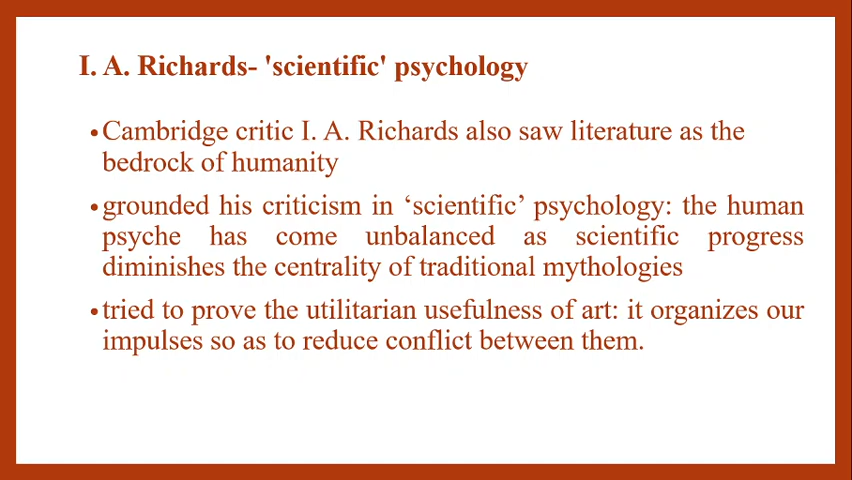 I. A. Richards- 'scientific' psychology
•Cambridge critic I. A. Richards also saw literature as the
bedrock of humanity
•grounded his criticism in ‘scientific’ psychology: the human
psyche has come unbalanced as scientific progress
diminishes the centrality of traditional mythologies
•tried to prove the utilitarian usefulness of art: it organizes our
impulses so as to reduce conflict between them.